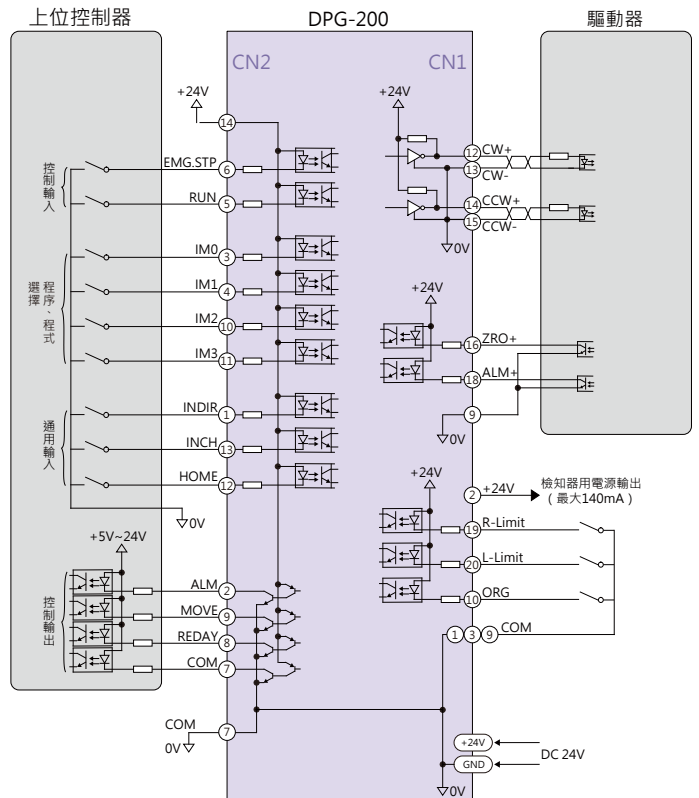 上位控制器
DPG-200
驅動器
CN2
CN1
+24V
14
EMG.STP
6
RUN
5
控制輸入
IM0
3
IM1
4
IM2
10
IM3
11
程序、程式
選擇
INDIR
1
INCH
13
HOME
12
通用輸入
0V
+5V~24V
ALM
2
MOVE
9
REDAY
8
COM
7
控制輸出
COM
7
0V
+24V
12
CW+
13
CW-
14
CCW+
15
CCW-
0V
+24V
16
ZRO+
18
ALM+
9
0V
+24V
2
+24V
檢知器用電源輸出
(最大140mA)
19
R-Limit
20
L-Limit
10
ORG
1 3 9
COM
+24V
GND
DC 24V
0V